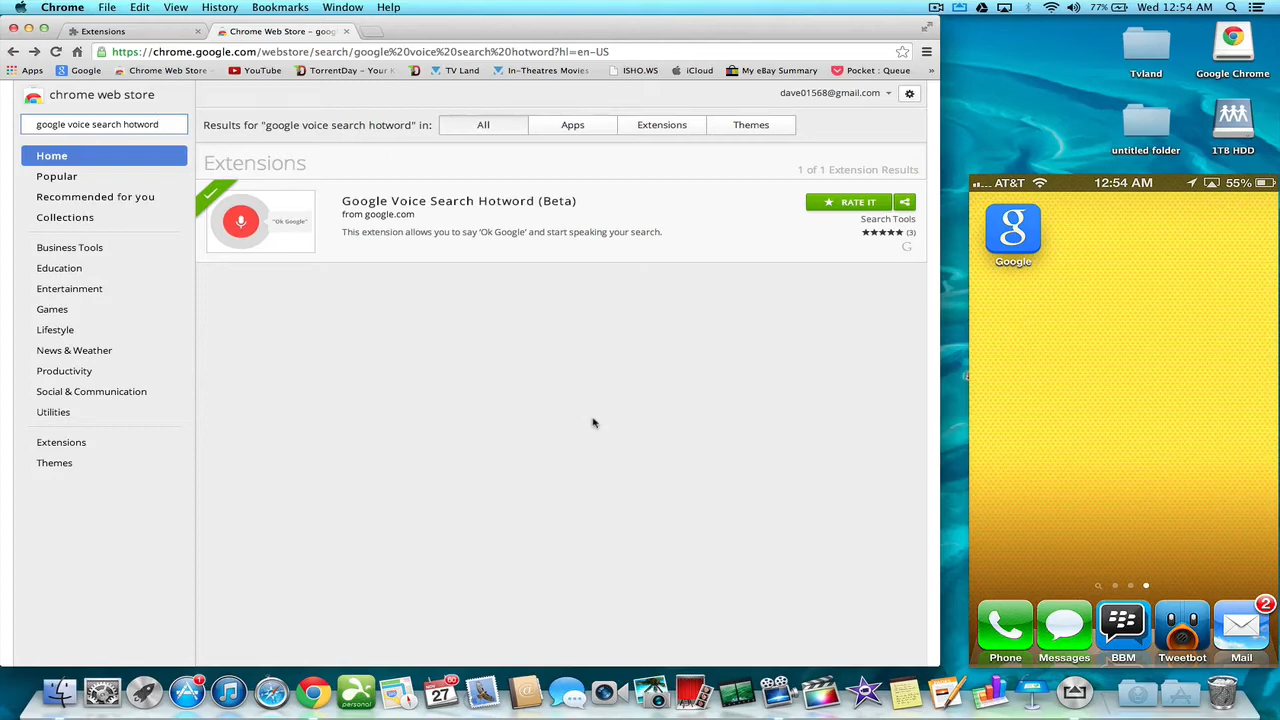 Chrome File Edit View History Bookmarks Window Help
77% Wed 12:54 AM
Extensions
Chrome Web Store – goog
https://chrome.google.com/webstore/search/google%20voice%20search%20hotword?hl=en-US
Apps Google Chrome Web Store YouTube TorrentDay - Your TV Land In-Theatres Movies ISHO.WS iCloud My eBay Summary Pocket : Queue »
chrome web store
dave01568@gmail.com
google voice search hotword
Results for "google voice search hotword" in: All Apps Extensions Themes
Home
Popular
Recommended for you
Collections
Business Tools
Education
Entertainment
Games
Lifestyle
News & Weather
Productivity
Social & Communication
Utilities
Extensions
Themes
Extensions
1 of 1 Extension Results
"Ok Google"
Google Voice Search Hotword (Beta)
from google.com
This extension allows you to say 'Ok Google' and start speaking your search.
RATE IT
Search Tools
(3)
Tvland
Google Chrome
untitled folder
1TB HDD
AT&T 12:54 AM 55%
g
Google
2
Phone
Messages
BBM
Tweetbot
Mail
1
27
60
personal